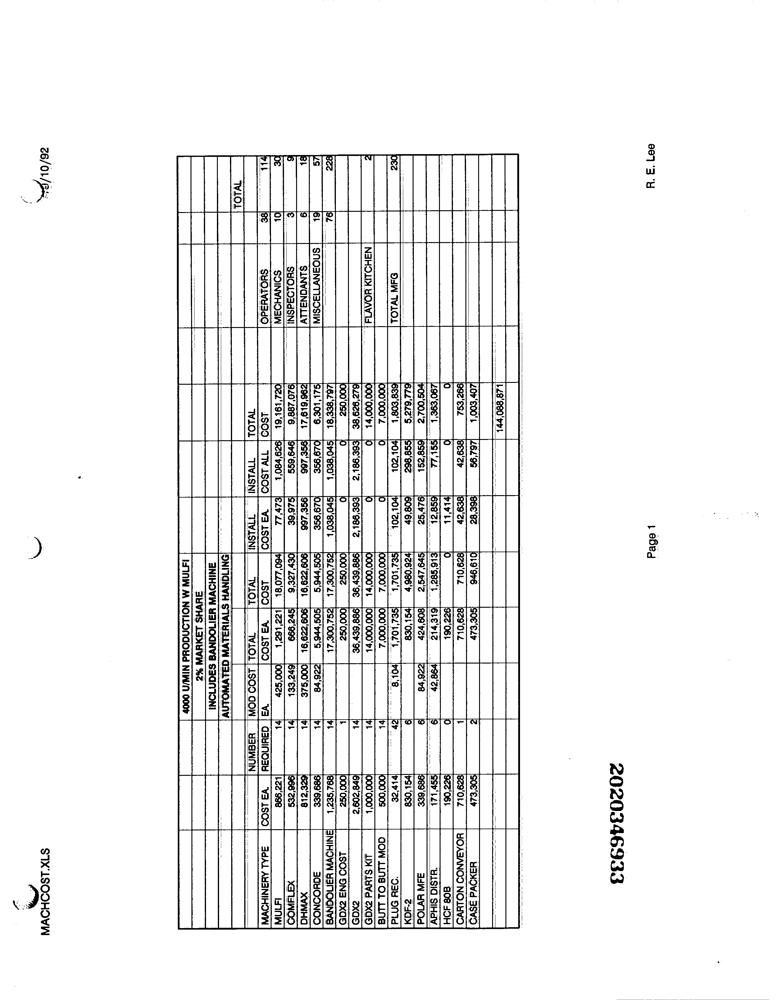 MACHCOST.XLS /10/92
4000 U/MIN PRODUCTION W MULFI
2% MARKET SHARE
INCLUDES BANDOLIER MACHINE
AUTOMATED MATERIALS HANDLING
TOTAL
NUMBER MOD COST TOTAL TOTAL INSTALL INSTALL TOTAL
MACHINERY TYPE COST EA. REQUIRED EA. COST EA. COST COST EA. COST ALL COST OPERATORS 38 114
MULFI 866,221 14 425,000 1,291,221 18,077,094 77,473 1,084,626 19,161,720 MECHANICS 10 30
COMFLEX 532,996 14 133,249 666,245 9,327,430 39,975 559,646 9,887,076 INSPECTORS 3 9
DHMAX 812,329 14 375,000 16,622,606 16,622,606 997,356 997,356 17,619,962 ATTENDANTS 6 18
CONCORDE 339,686 14 84,922 5,944,505 5,944,505 356,670 356,670 6,301,175 MISCELLANEOUS 19 57
BANDOLIER MACHINE 1,235,768 14 17,300,752 17,300,752 1,038,045 1,038,045 18,338,797 76 228
GDX2 ENG COST 250,000 1 250,000 250,000 0 0 250,000
GDX2 2,602,849 14 36,439,886 36,439,886 2,186,393 2,186,393 38,626,279
GDX2 PARTS KIT 1,000,000 14 14,000,000 14,000,000 0 0 14,000,000 FLAVOR KITCHEN 2
BUTT TO BUTT MOD 500,000 14 7,000,000 7,000,000 0 0 7,000,000
PLUG REC. 32,414 42 8,104 1,701,735 1,701,735 102,104 102,104 1,803,839 TOTAL MFG 230
KDF-2 830,154 6 830,154 4,980,924 49,809 298,855 5,279,779
POLAR MFE 339,686 6 84,922 424,608 2,547,645 25,476 152,859 2,700,504
APHIS DISTR. 171,455 6 42,864 214,319 1,285,913 12,859 77,155 1,363,067
HCF 80B 190,226 0 190,226 0 11,414 0
CARTON CONVEYOR 710,628 1 710,628 710,628 42,638 42,638 753,266
CASE PACKER 473,305 2 473,305 946,610 28,398 56,797 1,003,407
144,088,871
2020346933
Page 1 R. E. Lee